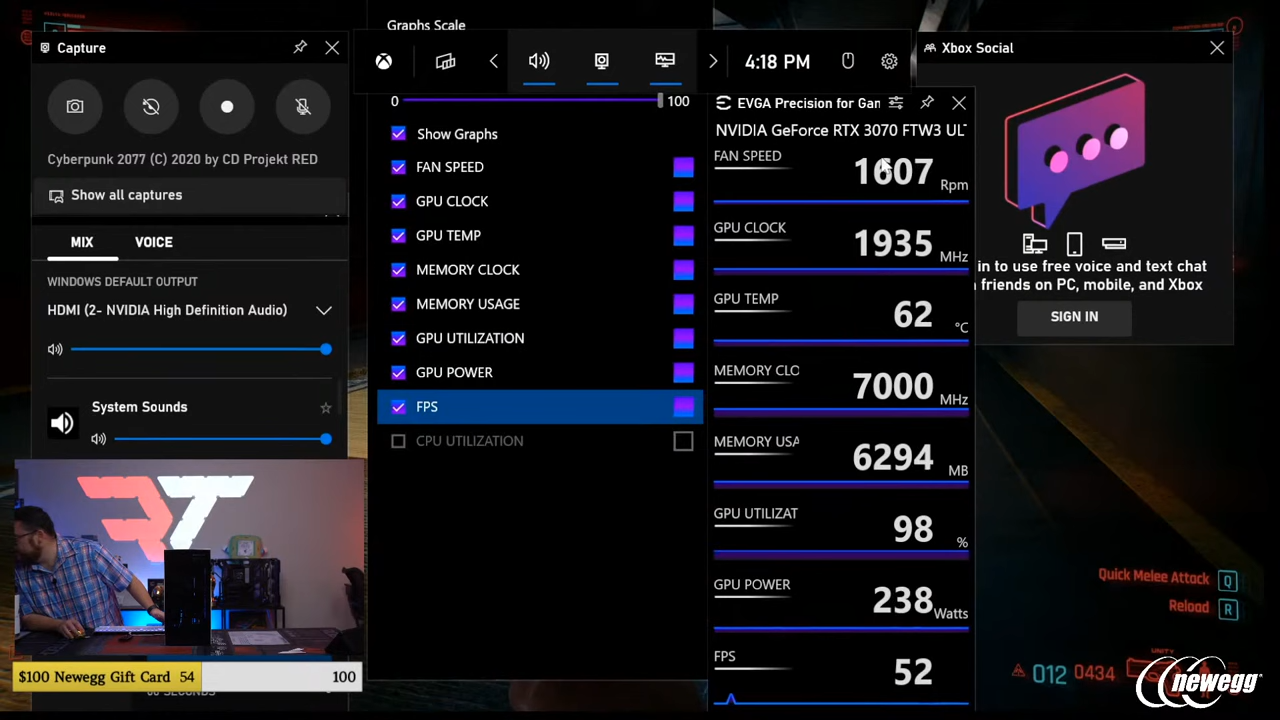 Graphs Scale
Capture
4:18 PM
Xbox Social
0
100
EVGA Precision for Gan
NVIDIA GeForce RTX 3070 FTW3 UL
Show Graphs
FAN SPEED
GPU CLOCK
GPU TEMP
MEMORY CLOCK
MEMORY USAGE
GPU UTILIZATION
GPU POWER
FPS
CPU UTILIZATION
Cyberpunk 2077 (C) 2020 by CD Projekt RED
Show all captures
MIX
VOICE
WINDOWS DEFAULT OUTPUT
HDMI (2- NVIDIA High Definition Audio)
System Sounds
FAN SPEED
1607 Rpm
GPU CLOCK
1935 MHz
GPU TEMP
62 °C
MEMORY CLO
7000 MHz
MEMORY USA
6294 MB
GPU UTILIZAT
98 %
GPU POWER
238 Watts
FPS
52
in to use free voice and text chat
friends on PC, mobile, and Xbox
SIGN IN
Quick Melee Attack Q
Reload R
UNITY
012 0434
RT
$100 Newegg Gift Card 54
100
SECONDS
newegg